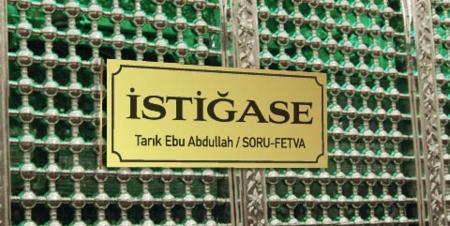 İSTİĞASE
Tarık Ebu Abdullah / SORU-FETVA